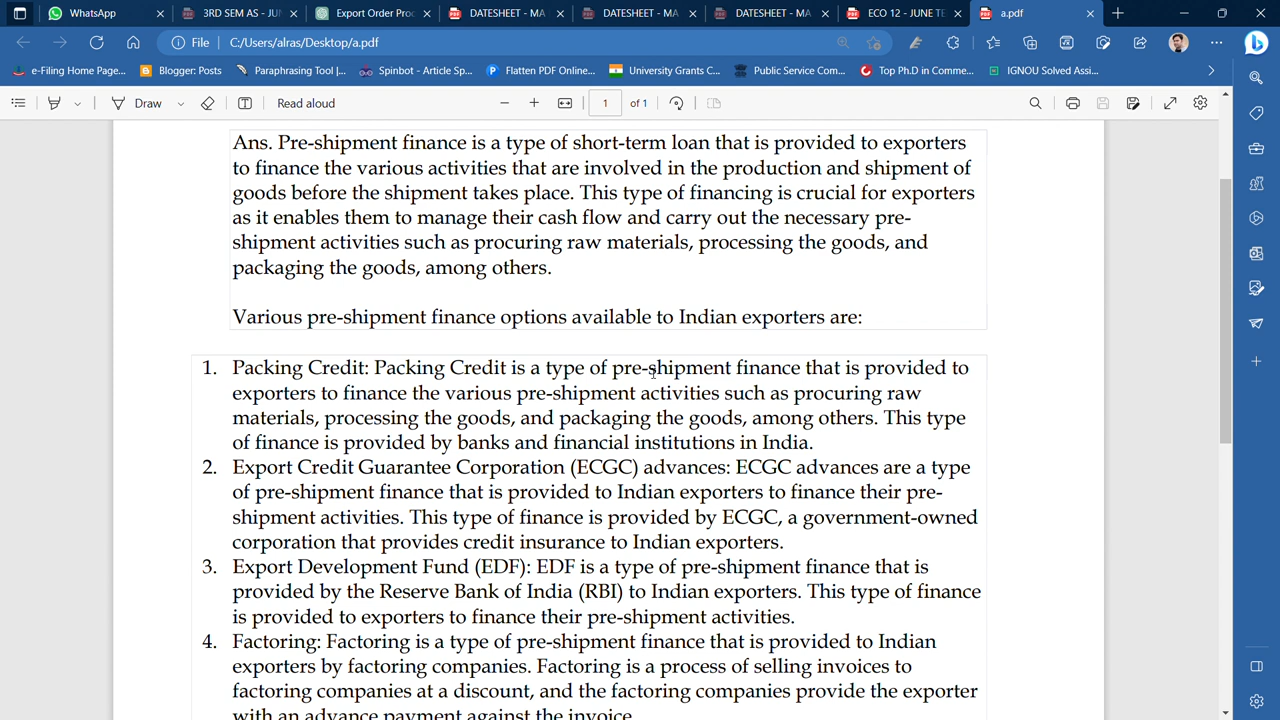 WhatsApp
3RD SEM AS - JUN
Export Order Proc
DATESHEET - MA
DATESHEET - MA
DATESHEET - MA
ECO 12 - JUNE TE
a.pdf
File
C:/Users/alras/Desktop/a.pdf
e-Filing Home Page...
Blogger: Posts
Paraphrasing Tool |...
Spinbot - Article Sp...
Flatten PDF Online...
University Grants C...
Public Service Com...
Top Ph.D in Comme...
IGNOU Solved Assi...
Draw
Read aloud
1
of 1
Ans. Pre-shipment finance is a type of short-term loan that is provided to exporters
to finance the various activities that are involved in the production and shipment of
goods before the shipment takes place. This type of financing is crucial for exporters
as it enables them to manage their cash flow and carry out the necessary pre-
shipment activities such as procuring raw materials, processing the goods, and
packaging the goods, among others.
Various pre-shipment finance options available to Indian exporters are:
1. Packing Credit: Packing Credit is a type of pre-shipment finance that is provided to
exporters to finance the various pre-shipment activities such as procuring raw
materials, processing the goods, and packaging the goods, among others. This type
of finance is provided by banks and financial institutions in India.
2. Export Credit Guarantee Corporation (ECGC) advances: ECGC advances are a type
of pre-shipment finance that is provided to Indian exporters to finance their pre-
shipment activities. This type of finance is provided by ECGC, a government-owned
corporation that provides credit insurance to Indian exporters.
3. Export Development Fund (EDF): EDF is a type of pre-shipment finance that is
provided by the Reserve Bank of India (RBI) to Indian exporters. This type of finance
is provided to exporters to finance their pre-shipment activities.
4. Factoring: Factoring is a type of pre-shipment finance that is provided to Indian
exporters by factoring companies. Factoring is a process of selling invoices to
factoring companies at a discount, and the factoring companies provide the exporter
with an advance payment against the invoice.